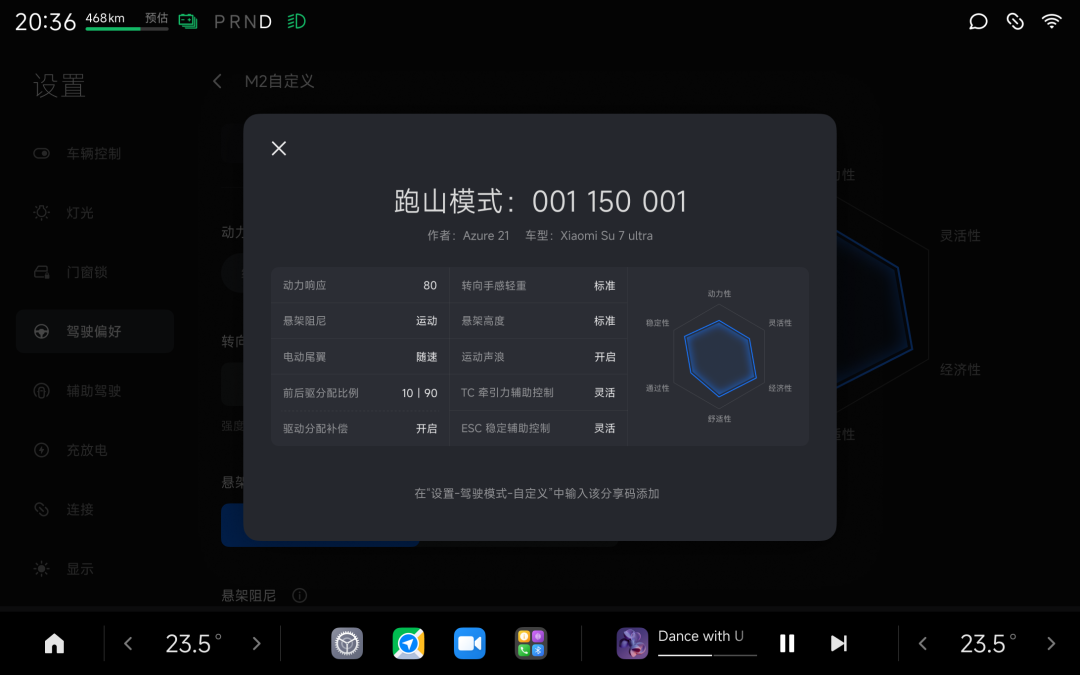 20:36 468km 预估 PRND
设置
M2自定义
车辆控制
灯光
门窗锁
驾驶偏好
辅助驾驶
充放电
连接
显示
动力
转向
强度
悬架
悬架阻尼
力性
灵活性
经济性
适性
跑山模式：001 150 001
作者：Azure 21 车型：Xiaomi Su 7 ultra
动力响应 80 转向手感轻重 标准
悬架阻尼 运动 悬架高度 标准
电动尾翼 随速 运动声浪 开启
前后驱分配比例 10 | 90 TC 牵引力辅助控制 灵活
驱动分配补偿 开启 ESC 稳定辅助控制 灵活
动力性
稳定性 灵活性
通过性 经济性
舒适性
在“设置-驾驶模式-自定义”中输入该分享码添加
23.5° Dance with U 23.5°